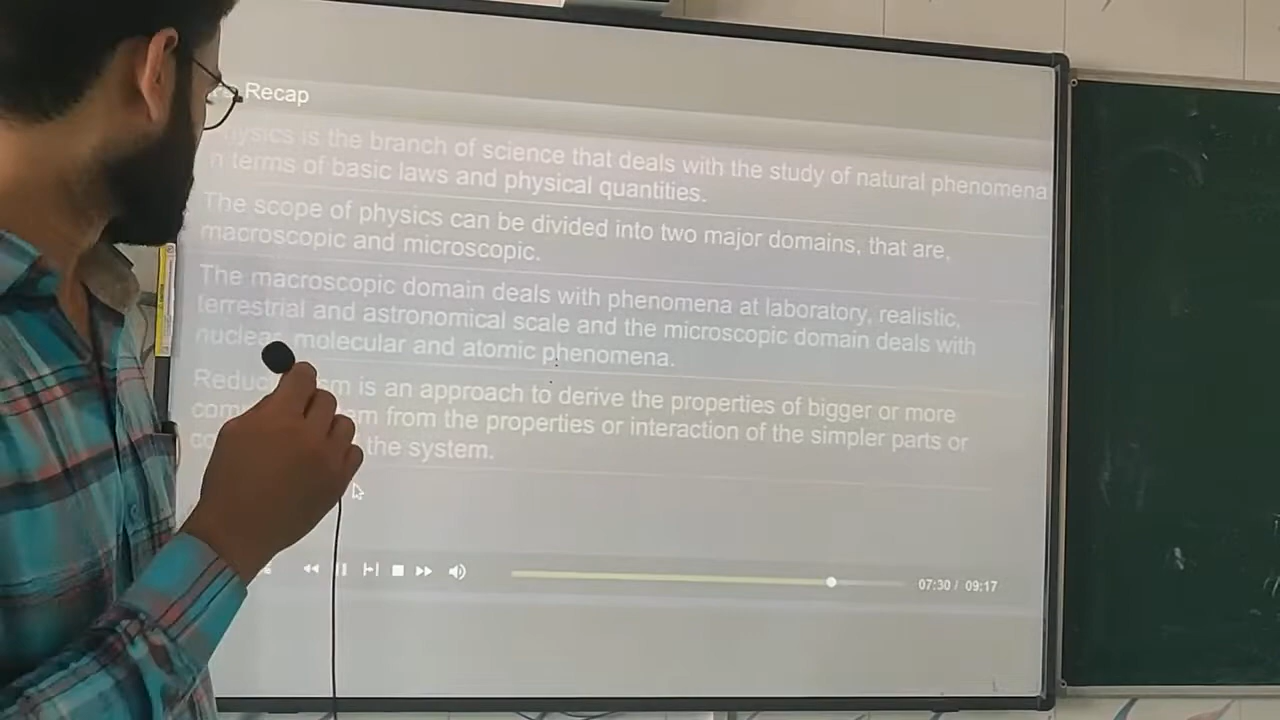 Recap
is the branch of science that deals with the study of natural phenomena
in terms of basic laws and physical quantities.
The scope of physics can be divided into two major domains, that are,
macroscopic and microscopic.
The macroscopic domain deals with phenomena at laboratory, realistic,
terrestrial and astronomical scale and the microscopic domain deals with
molecular and atomic phenomena.
is an approach to derive the properties of bigger or more
from the properties or interaction of the simpler parts or
the system.
07:30 / 09:17